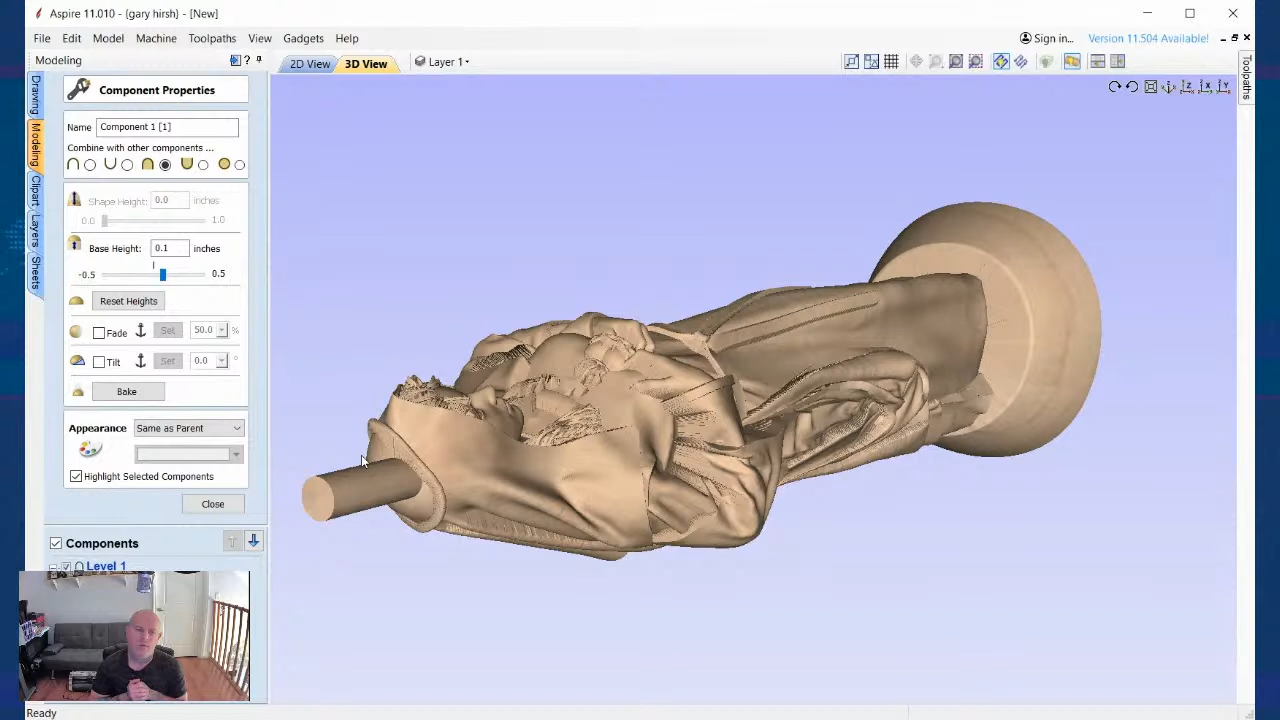 Aspire 11.010 - {gary hirsh} - [New]
File Edit Model Machine Toolpaths View Gadgets Help
Sign in... Version 11.504 Available!
Modeling
2D View 3D View Layer 1
Toolpaths
Drawing
Modeling
Clipart
Layers
Sheets
Component Properties
Name Component 1 [1]
Combine with other components ...
Shape Height: 0.0 inches
0.0 1.0
Base Height: 0.1 inches
-0.5 0.5
Reset Heights
Fade Set 50.0 %
Tilt Set 0.0 °
Bake
Appearance Same as Parent
Highlight Selected Components
Close
Components
Level 1
Ready